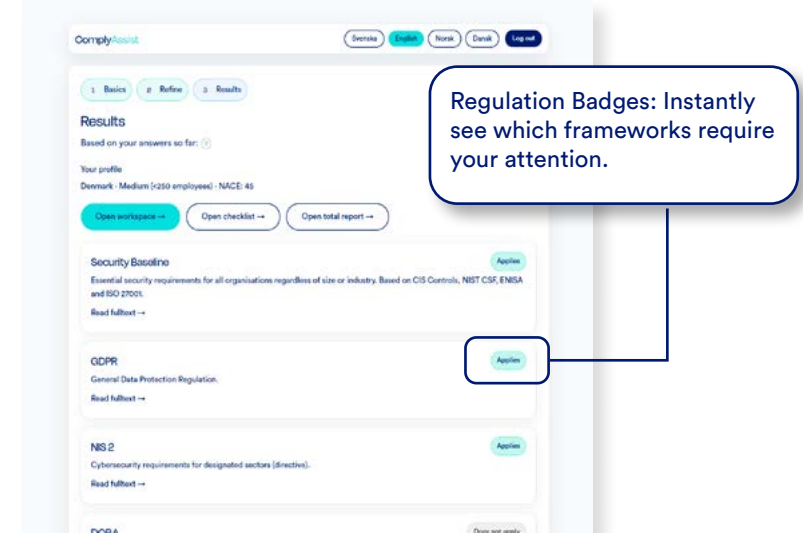 ComplyAssist
Svenska English Norsk Dansk Log out
1 Basics 2 Refine 3 Results
Results
Based on your answers so far: ?
Your profile
Denmark · Medium (<250 employees) · NACE: 45
Open workspace → Open checklist → Open total report →
Regulation Badges: Instantly
see which frameworks require
your attention.
Security Baseline Applies
Essential security requirements for all organisations regardless of size or industry. Based on CIS Controls, NIST CSF, ENISA
and ISO 27001.
Read fulltext →
GDPR Applies
General Data Protection Regulation.
Read fulltext →
NIS 2 Applies
Cybersecurity requirements for designated sectors (directive).
Read fulltext →
DORA Does not apply